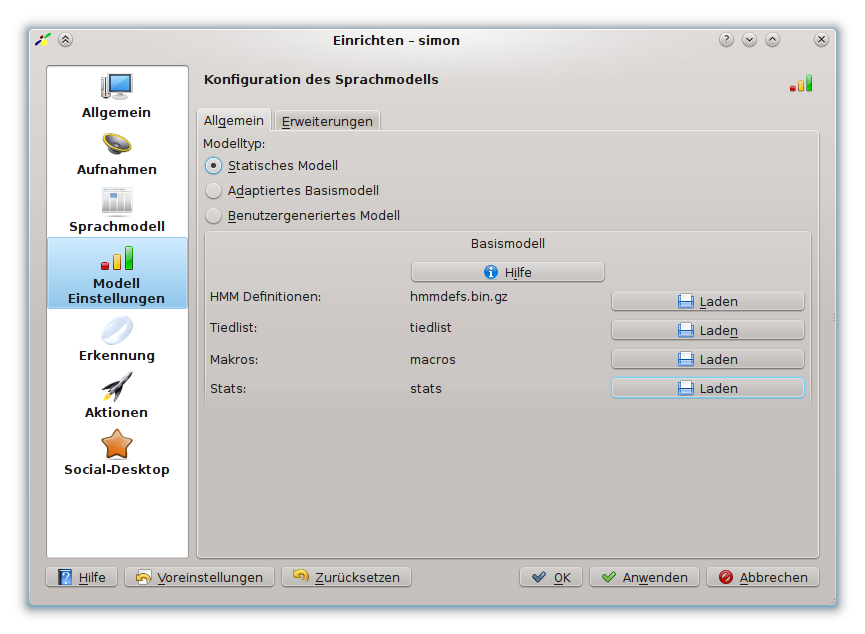 Einrichten – simon
Allgemein
Aufnahmen
Sprachmodell
Modell
Einstellungen
Erkennung
Aktionen
Social-Desktop
Konfiguration des Sprachmodells
Allgemein Erweiterungen
Modelltyp:
Statisches Modell
Adaptiertes Basismodell
Benutzergeneriertes Modell
Basismodell
Hilfe
HMM Definitionen: hmmdefs.bin.gz Laden
Tiedlist: tiedlist Laden
Makros: macros Laden
Stats: stats Laden
Hilfe Voreinstellungen Zurücksetzen OK Anwenden Abbrechen